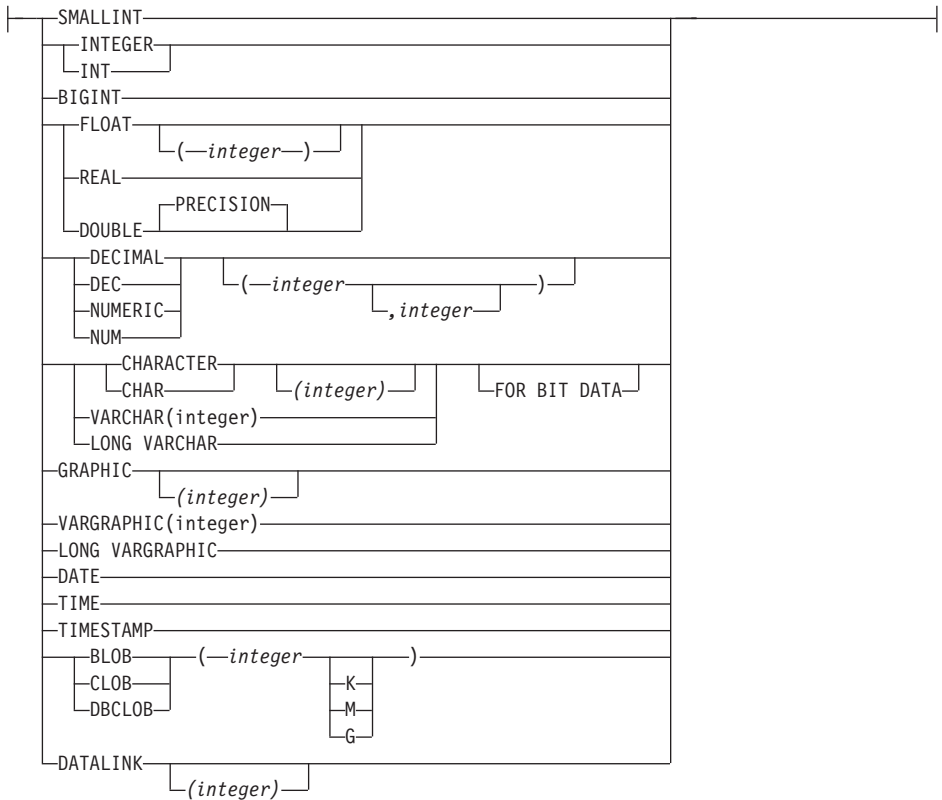 SMALLINT
INTEGER
INT
BIGINT
FLOAT
(integer)
REAL
PRECISION
DOUBLE
DECIMAL
DEC (integer )
NUMERIC ,integer
NUM
CHARACTER
CHAR (integer) FOR BIT DATA
VARCHAR(integer)
LONG VARCHAR
GRAPHIC
(integer)
VARGRAPHIC(integer)
LONG VARGRAPHIC
DATE
TIME
TIMESTAMP
BLOB (integer )
CLOB K
DBCLOB M
G
DATALINK
(integer)